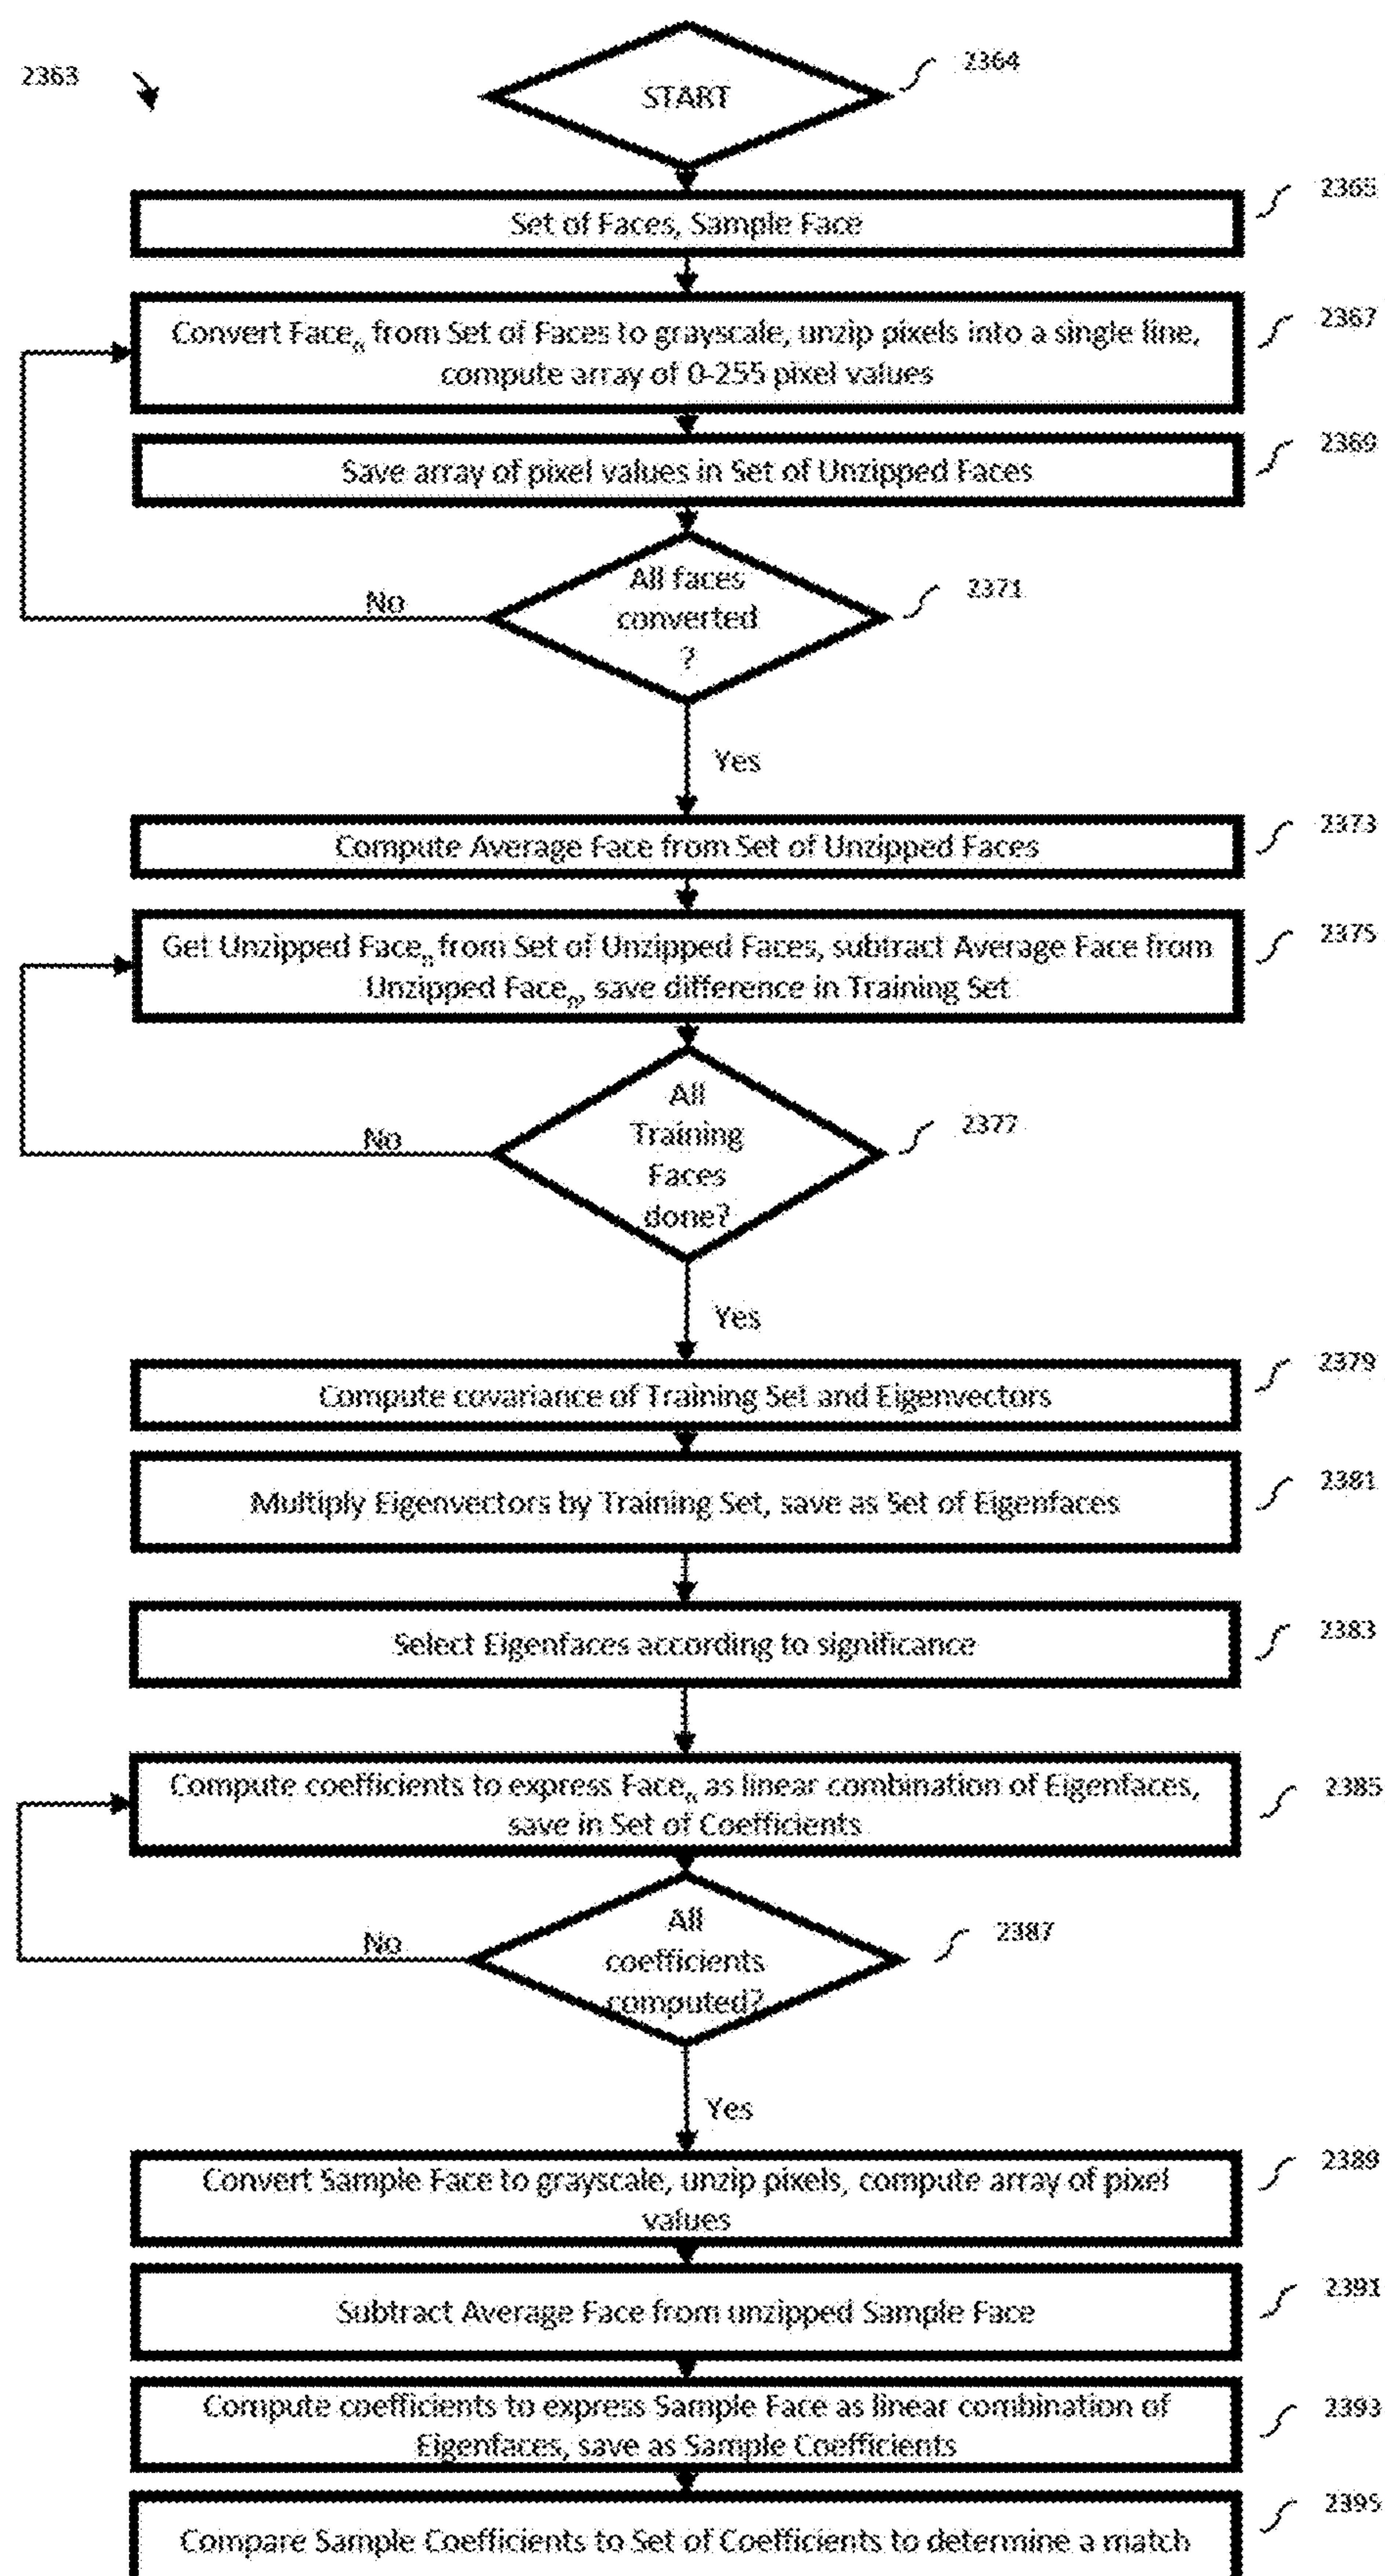 2363
START
2364
Set of Faces, Sample Face
2365
Convert Faceₙ from Set of Faces to grayscale, unzip pixels into a single line,
compute array of 0-255 pixel values
2367
Save array of pixel values in Set of Unzipped Faces
2369
All faces
converted
?
2371
No
Yes
Compute Average Face from Set of Unzipped Faces
2373
Get Unzipped Faceₙ from Set of Unzipped Faces, subtract Average Face from
Unzipped Faceₙ, save difference in Training Set
2375
All
Training
Faces
done?
2377
No
Yes
Compute covariance of Training Set and Eigenvectors
2379
Multiply Eigenvectors by Training Set, save as Set of Eigenfaces
2381
Select Eigenfaces according to significance
2383
Compute coefficients to express Faceₙ as linear combination of Eigenfaces,
save in Set of Coefficients
2385
All
coefficients
computed?
2387
No
Yes
Convert Sample Face to grayscale, unzip pixels, compute array of pixel
values
2389
Subtract Average Face from unzipped Sample Face
2391
Compute coefficients to express Sample Face as linear combination of
Eigenfaces, save as Sample Coefficients
2393
Compare Sample Coefficients to Set of Coefficients to determine a match
2395